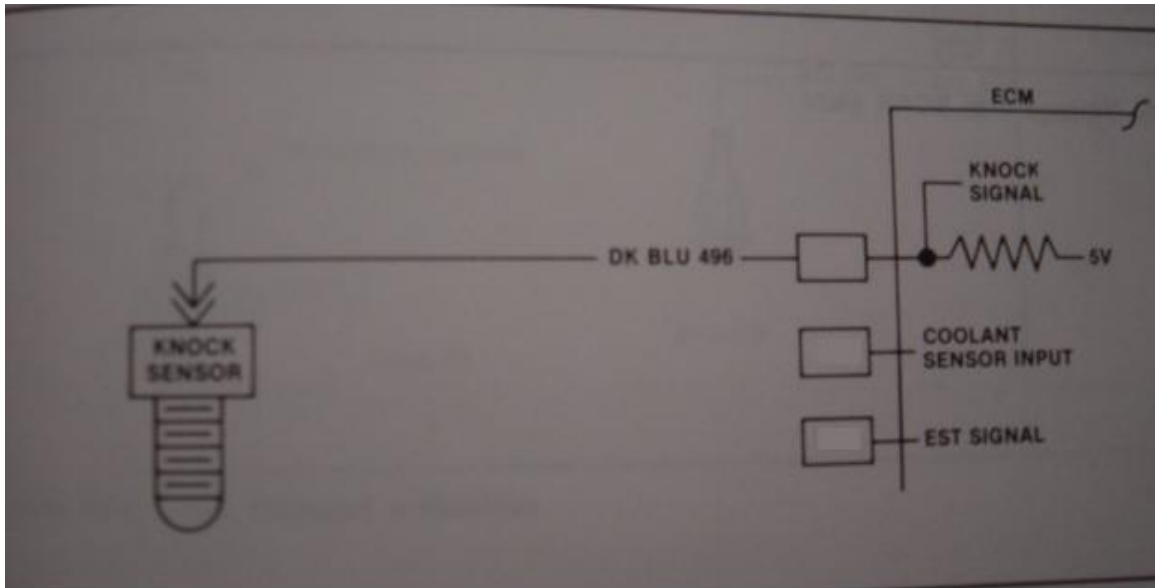 ECM
KNOCK
SIGNAL
DK BLU 496
5V
KNOCK
SENSOR
COOLANT
SENSOR INPUT
EST SIGNAL